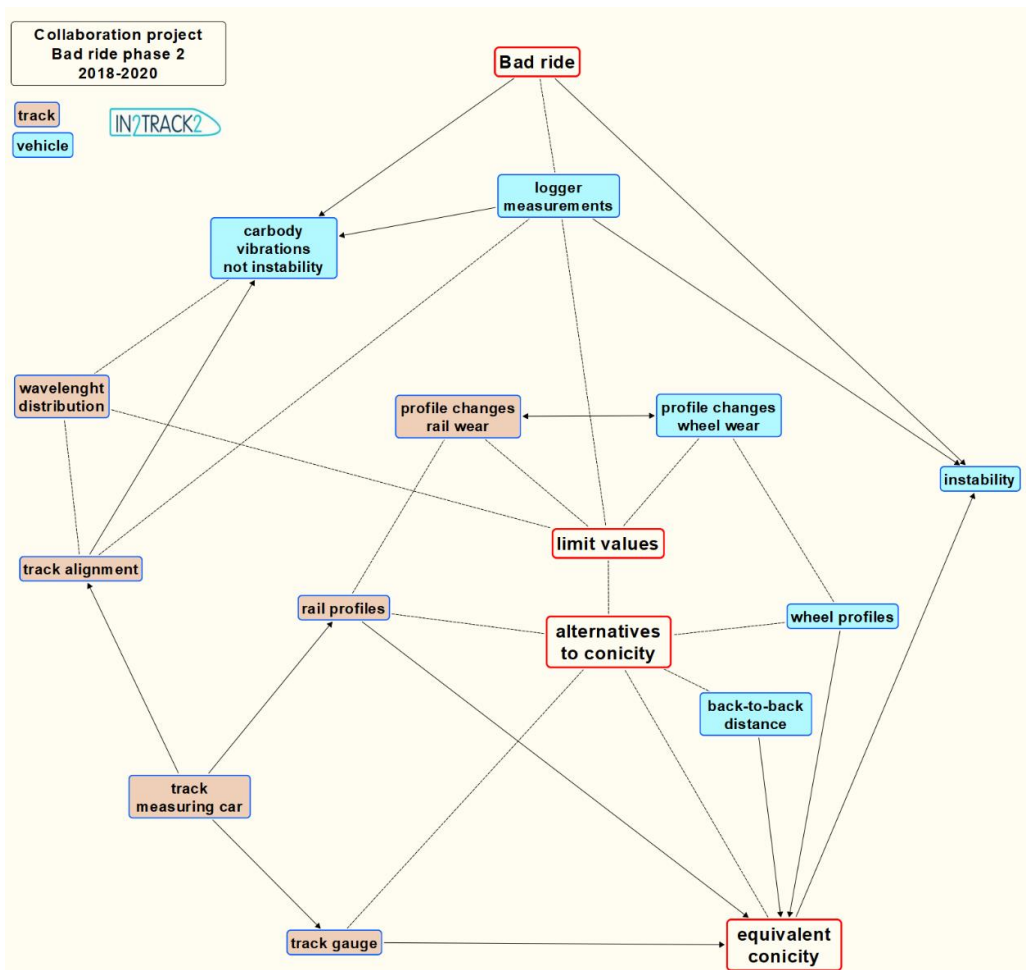 Collaboration project
Bad ride phase 2
2018-2020
Bad ride
track
IN2TRACK2
vehicle
logger
measurements
carbody
vibrations
not instability
wavelenght
distribution
profile changes
rail wear
profile changes
wheel wear
instability
limit values
track alignment
rail profiles
wheel profiles
alternatives
to conicity
back-to-back
distance
track
measuring car
track gauge
equivalent
conicity